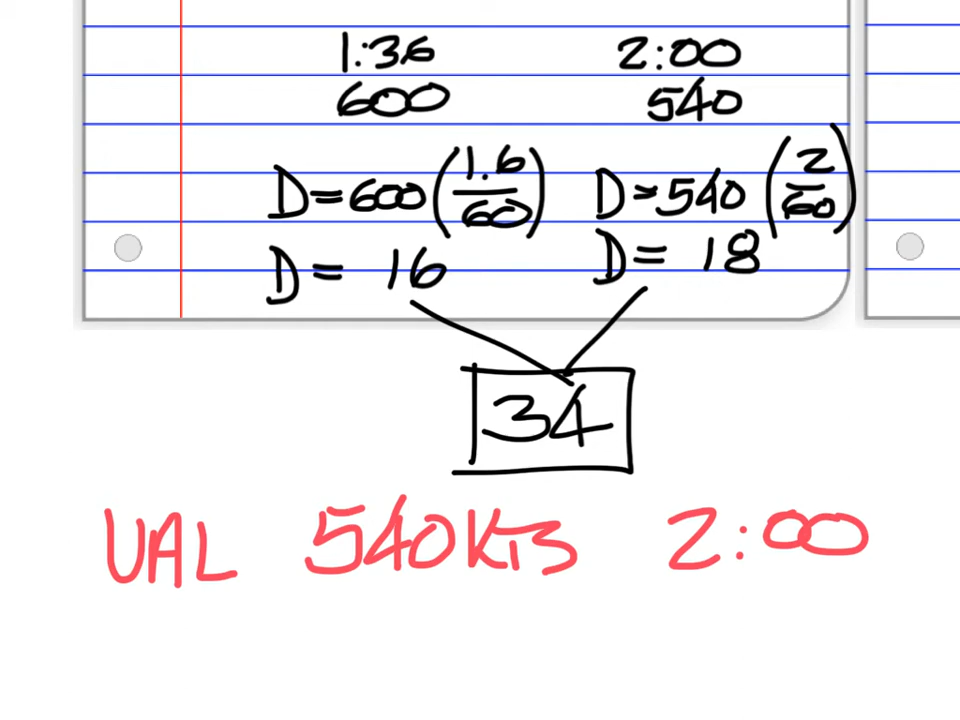 1:36 2:00
600 540
D=600(1.6/60) D=540(2/60)
D= 16 D= 18
34
UAL 540KTS 2:00